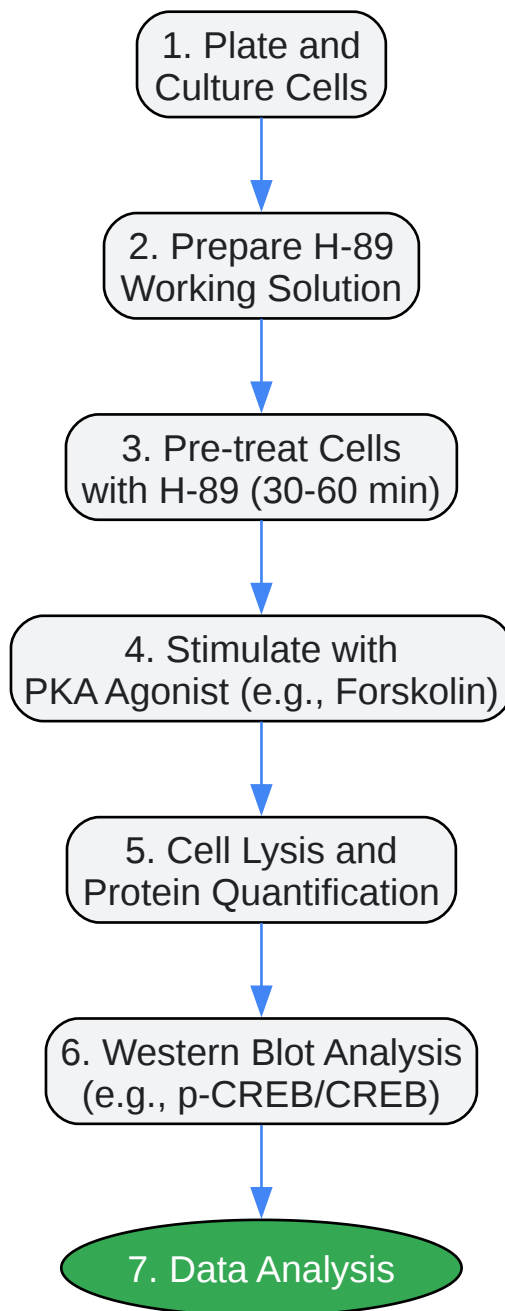 1. Plate and
Culture Cells
2. Prepare H-89
Working Solution
3. Pre-treat Cells
with H-89 (30-60 min)
4. Stimulate with
PKA Agonist (e.g., Forskolin)
5. Cell Lysis and
Protein Quantification
6. Western Blot Analysis
(e.g., p-CREB/CREB)
7. Data Analysis